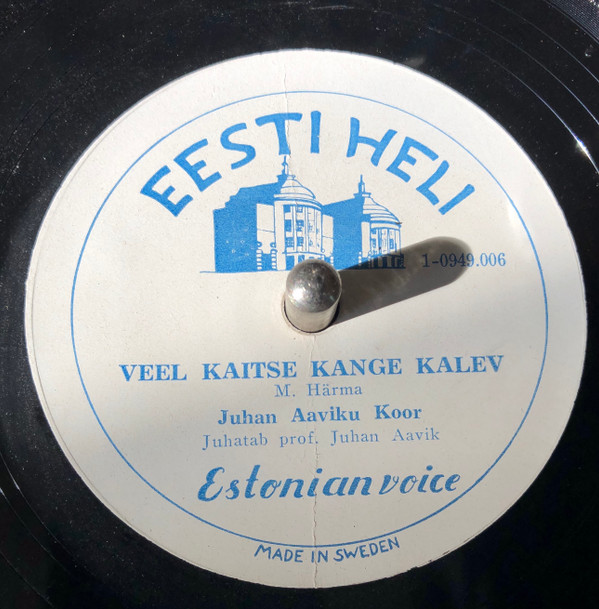 EESTI HELI
1-0949.006
VEEL KAITSE KANGE KALEV
M. Härma
Juhan Aaviku Koor
Juhatab prof. Juhan Aavik
Estonian voice
MADE IN SWEDEN